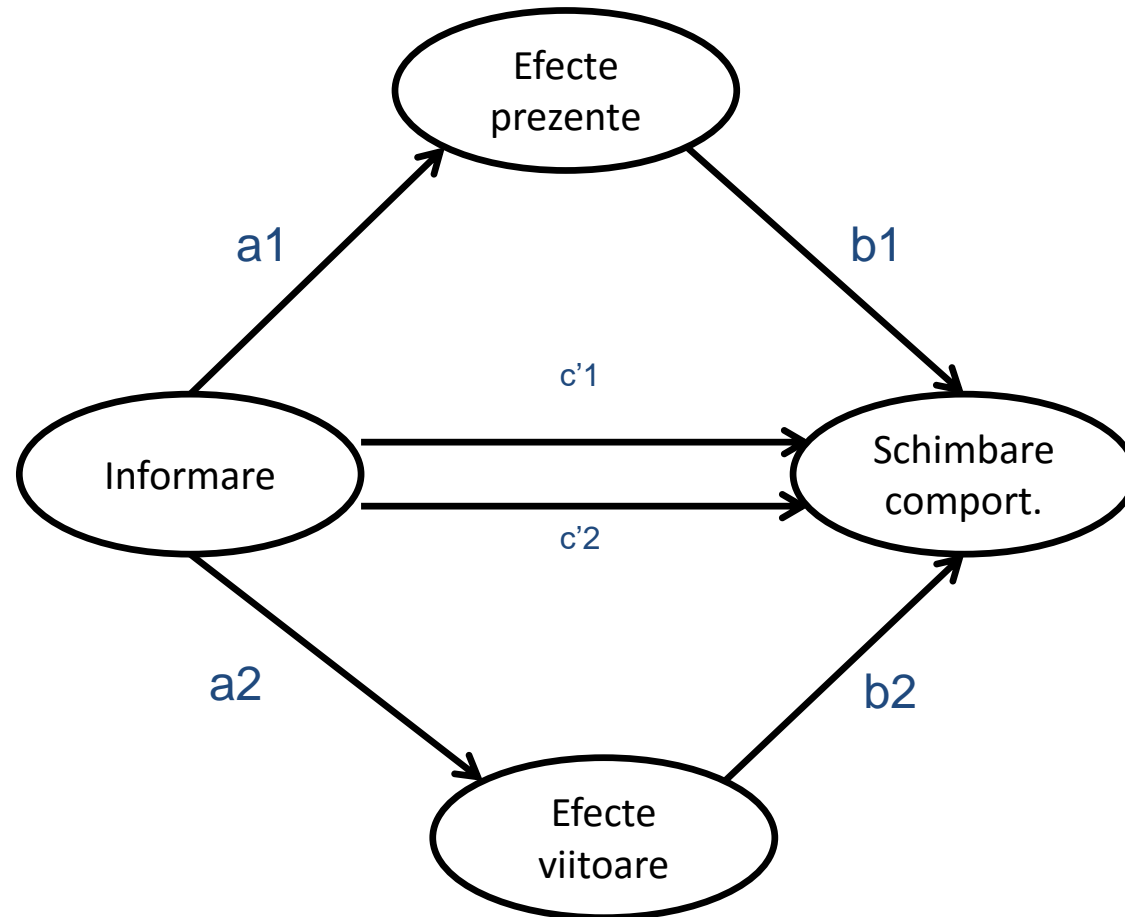 Efecte
prezente
a1
b1
c'1
Informare
Schimbare
comport.
c'2
a2
b2
Efecte
viitoare